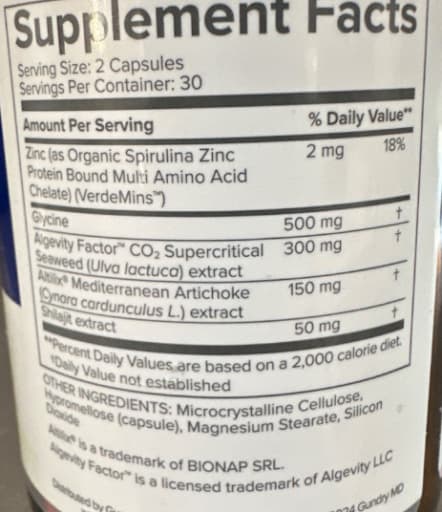 Supplement Facts
Serving Size: 2 Capsules
Servings Per Container: 30
Amount Per Serving % Daily Value**
Zinc (as Organic Spirulina Zinc 2 mg 18%
Protein Bound Multi Amino Acid
Chelate) (VerdeMins™)
Glycine 500 mg †
Algevity Factor™ CO₂ Supercritical 300 mg †
Seaweed (Ulva lactuca) extract
Altilix® Mediterranean Artichoke 150 mg †
(Cynara cardunculus L.) extract
Shilajit extract 50 mg †
**Percent Daily Values are based on a 2,000 calorie diet.
†Daily Value not established
OTHER INGREDIENTS: Microcrystalline Cellulose,
Hypromellose (capsule), Magnesium Stearate, Silicon
Dioxide
Altilix® is a trademark of BIONAP SRL.
Algevity Factor™ is a licensed trademark of Algevity LLC
Distributed by
Gundry MD